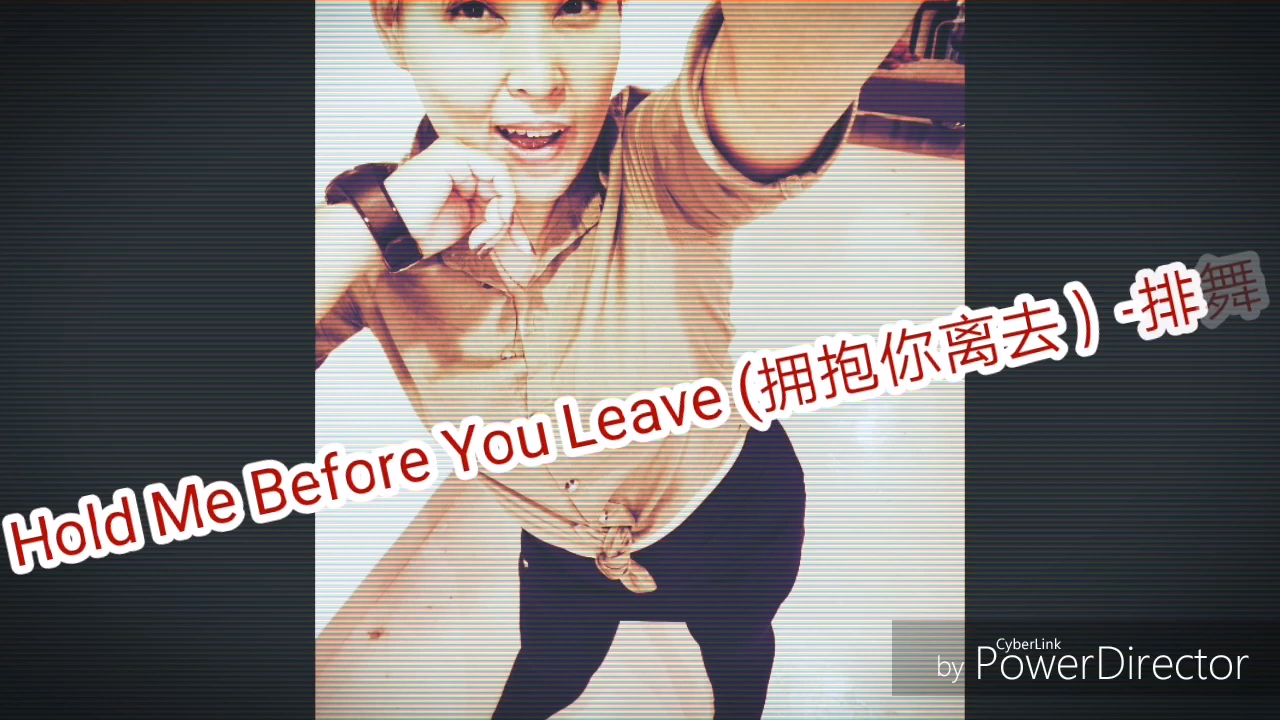 Hold Me Before You Leave (拥抱你离去）-排舞
by CyberLink PowerDirector